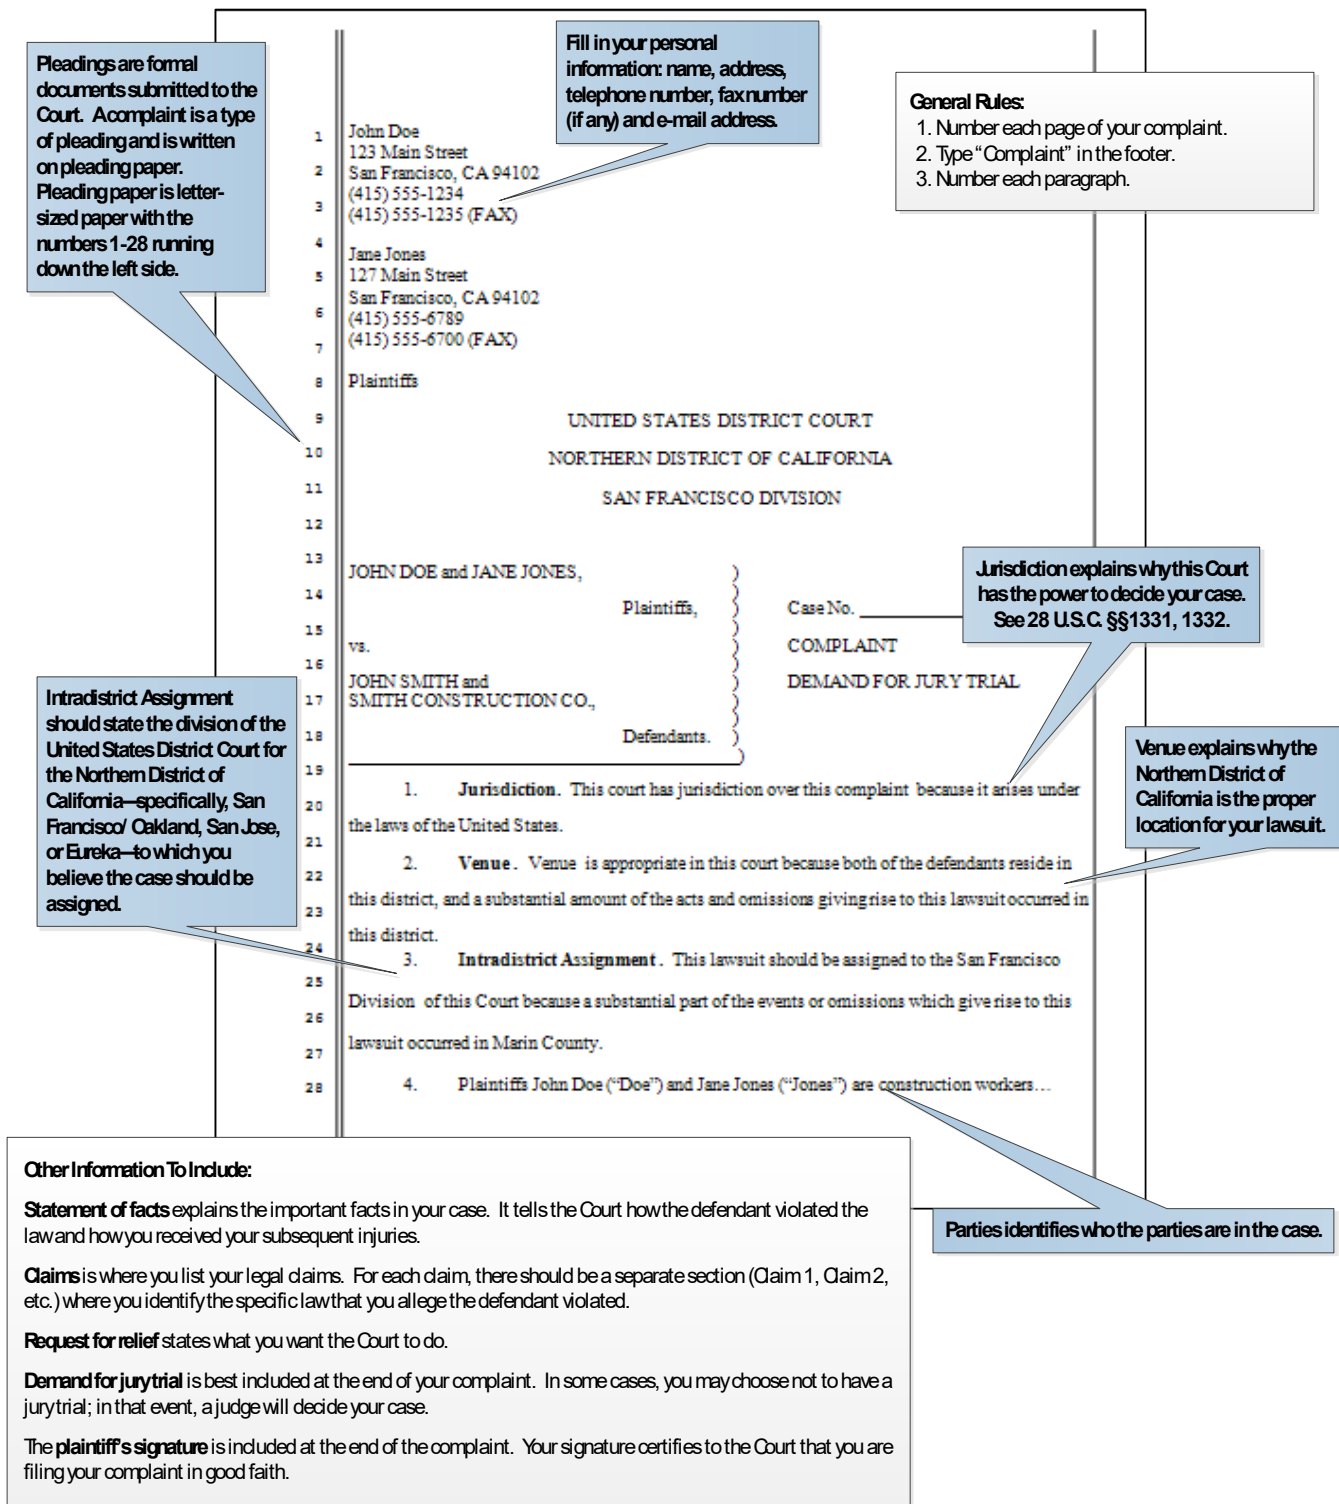 Pleadings are formal
documents submitted to the
Court.  A complaint is a type
of pleading and is written
on pleading paper.
Pleading paper is letter-
sized paper with the
numbers 1-28 running
down the left side.
Fill in your personal
information: name, address,
telephone number, fax number
(if any) and e-mail address.
General Rules:
1. Number each page of your complaint.
2. Type “Complaint” in the footer.
3. Number each paragraph.
1
2
3
4
5
6
7
8
9
10
11
12
13
14
15
16
17
18
19
20
21
22
23
24
25
26
27
28
John Doe
123 Main Street
San Francisco, CA 94102
(415) 555-1234
(415) 555-1235 (FAX)
Jane Jones
127 Main Street
San Francisco, CA 94102
(415) 555-6789
(415) 555-6700 (FAX)
Plaintiffs
UNITED STATES DISTRICT COURT
NORTHERN DISTRICT OF CALIFORNIA
SAN FRANCISCO DIVISION
JOHN DOE and JANE JONES,
Plaintiffs,
vs.
JOHN SMITH and
SMITH CONSTRUCTION CO.,
Defendants.
)
)
)
)
)
)
)
)
)
)
Case No. ____________
COMPLAINT
DEMAND FOR JURY TRIAL
Jurisdiction explains why this Court
has the power to decide your case.
See 28 U.S.C. §§1331, 1332.
Intradistrict Assignment
should state the division of the
United States District Court for
the Northern District of
California—specifically, San
Francisco/ Oakland, San Jose,
or Eureka—to which you
believe the case should be
assigned.
Venue explains why the
Northern District of
California is the proper
location for your lawsuit.
1. Jurisdiction. This court has jurisdiction over this complaint because it arises under
the laws of the United States.
2. Venue. Venue is appropriate in this court because both of the defendants reside in
this district, and a substantial amount of the acts and omissions giving rise to this lawsuit occurred in
this district.
3. Intradistrict Assignment. This lawsuit should be assigned to the San Francisco
Division of this Court because a substantial part of the events or omissions which give rise to this
lawsuit occurred in Marin County.
4. Plaintiffs John Doe (“Doe”) and Jane Jones (“Jones”) are construction workers…
Parties identifies who the parties are in the case.
Other Information To Include:
Statement of facts explains the important facts in your case.  It tells the Court how the defendant violated the
law and how you received your subsequent injuries.
Claims is where you list your legal claims.  For each claim, there should be a separate section (Claim 1, Claim 2,
etc.) where you identify the specific law that you allege the defendant violated.
Request for relief states what you want the Court to do.
Demand for jury trial is best included at the end of your complaint.  In some cases, you may choose not to have a
jury trial; in that event, a judge will decide your case.
The plaintiff’s signature is included at the end of the complaint.  Your signature certifies to the Court that you are
filing your complaint in good faith.